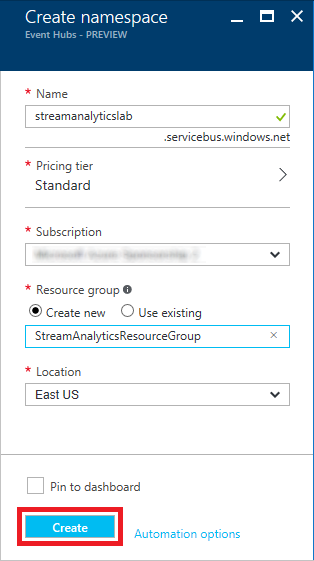 Create namespace
Event Hubs - PREVIEW
* Name
streamanalyticslab
.servicebus.windows.net
* Pricing tier
Standard
* Subscription
* Resource group
Create new Use existing
StreamAnalyticsResourceGroup
* Location
East US
Pin to dashboard
Create Automation options